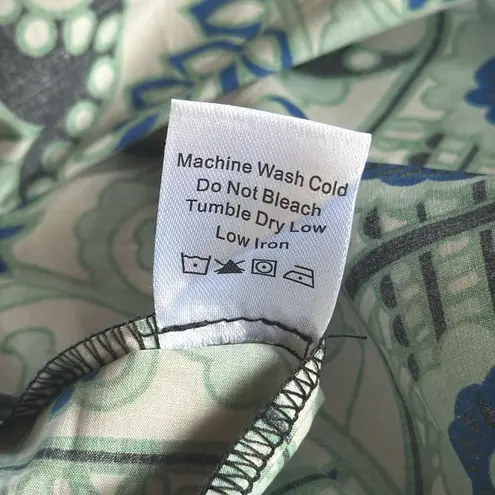 Machine Wash Cold
Do Not Bleach
Tumble Dry Low
Low Iron